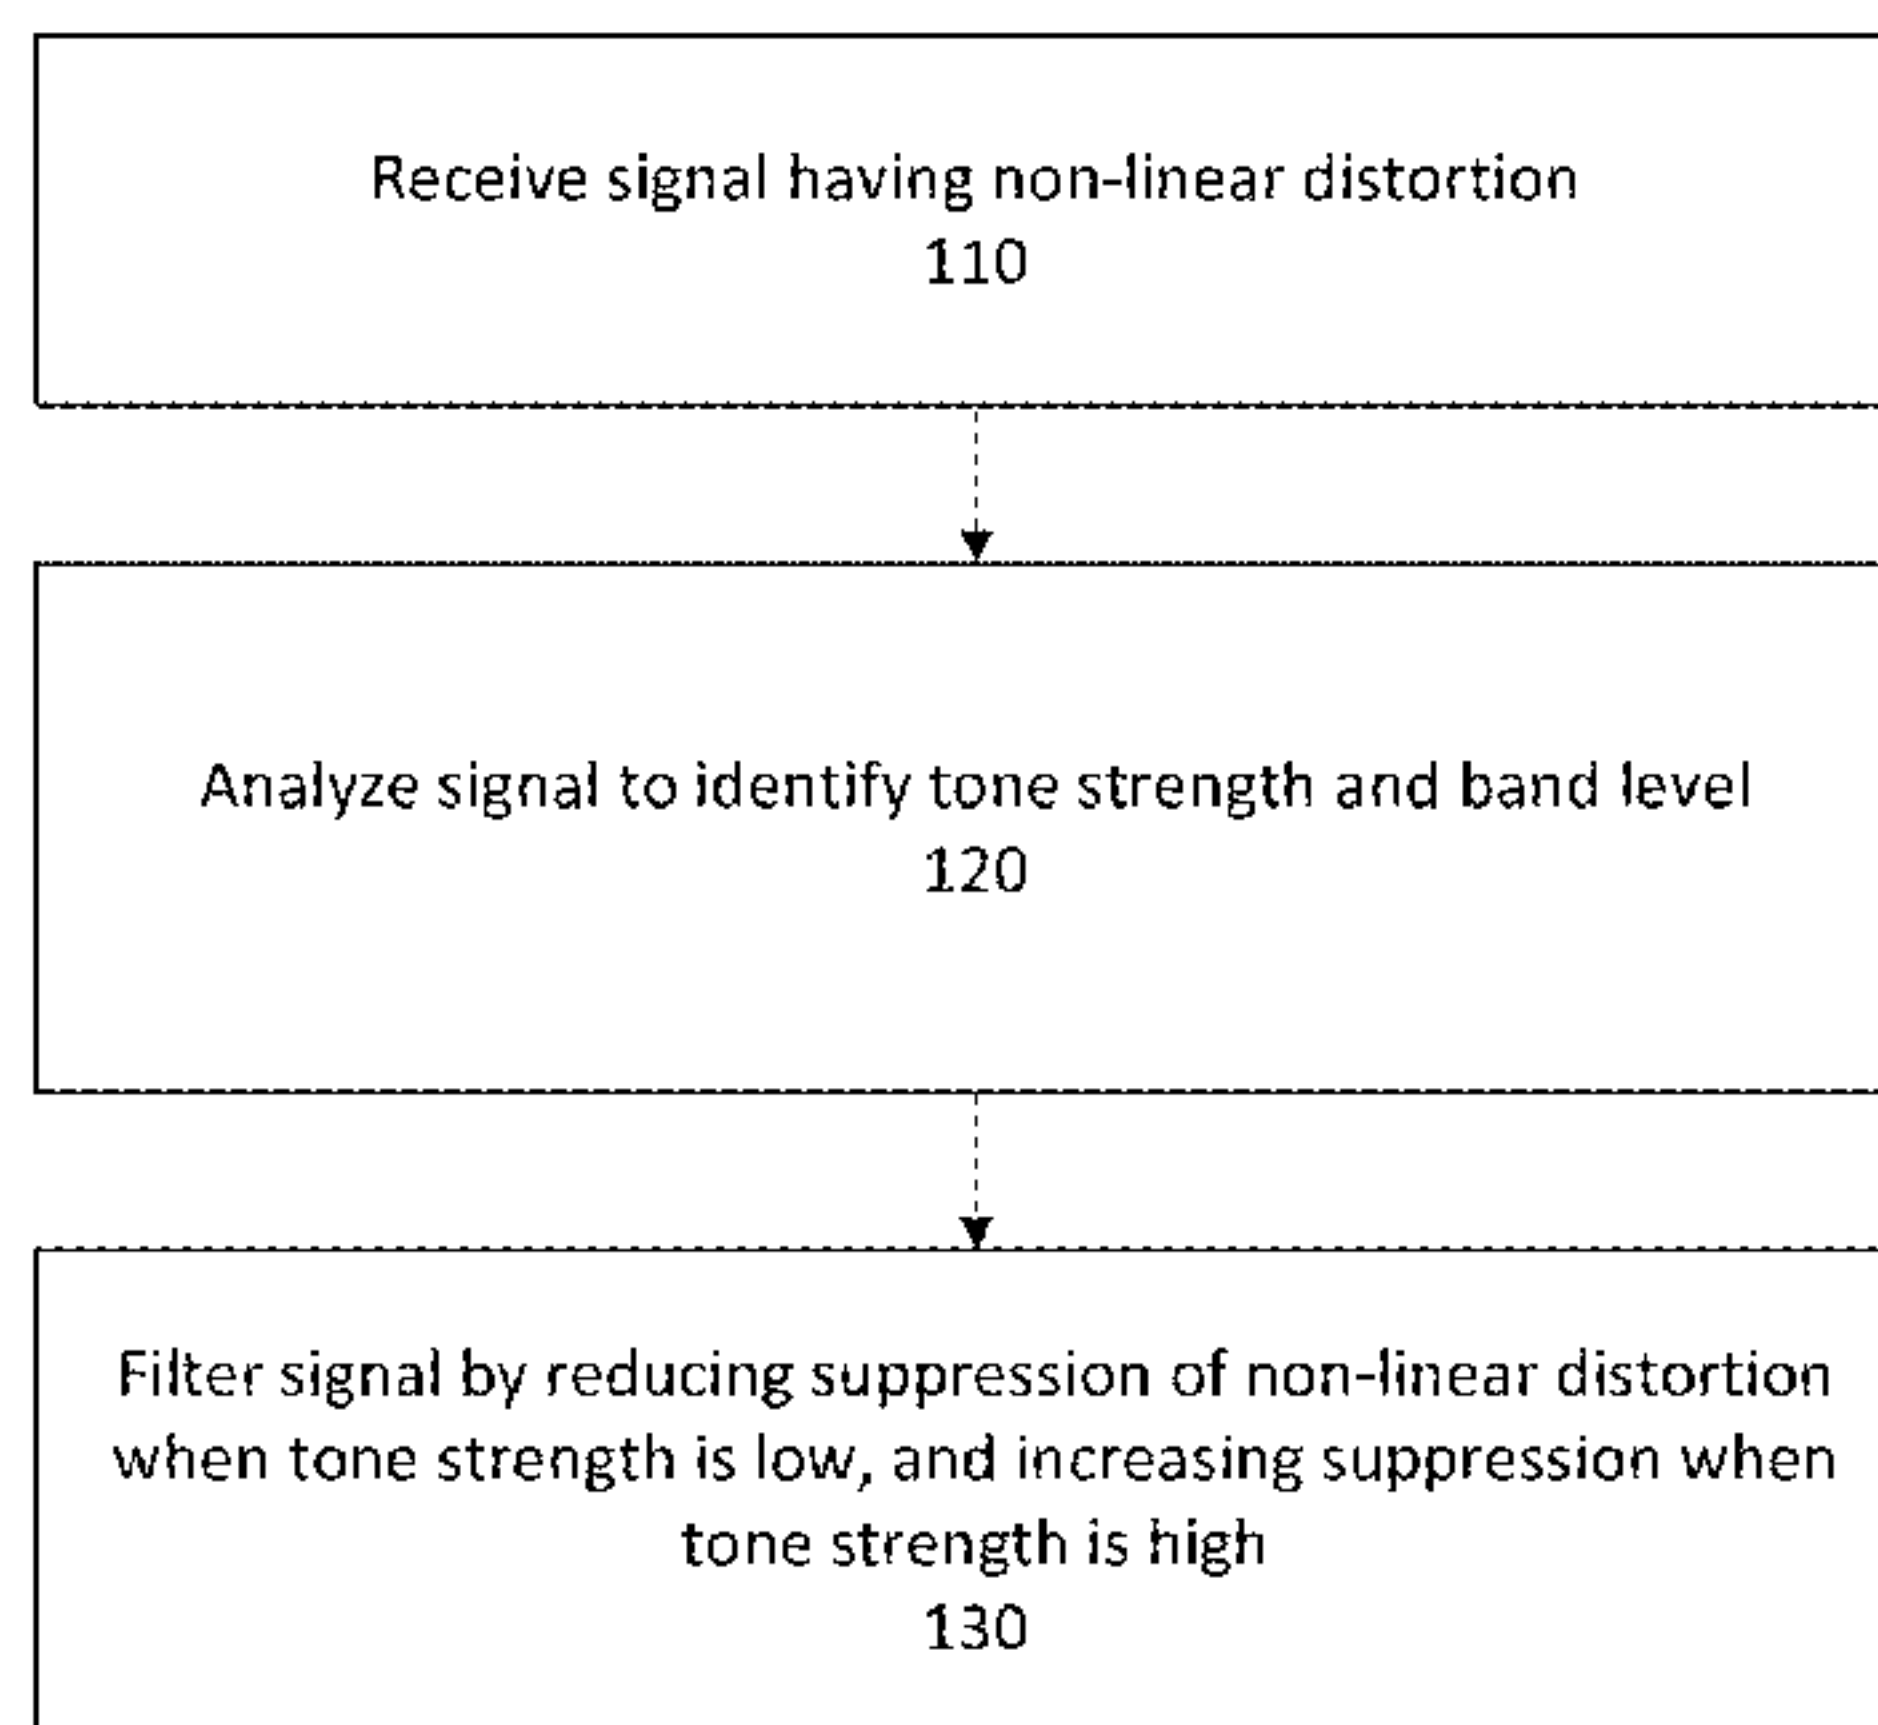 Receive signal having non-linear distortion
110
Analyze signal to identify tone strength and band level
120
Filter signal by reducing suppression of non-linear distortion
when tone strength is low, and increasing suppression when
tone strength is high
130